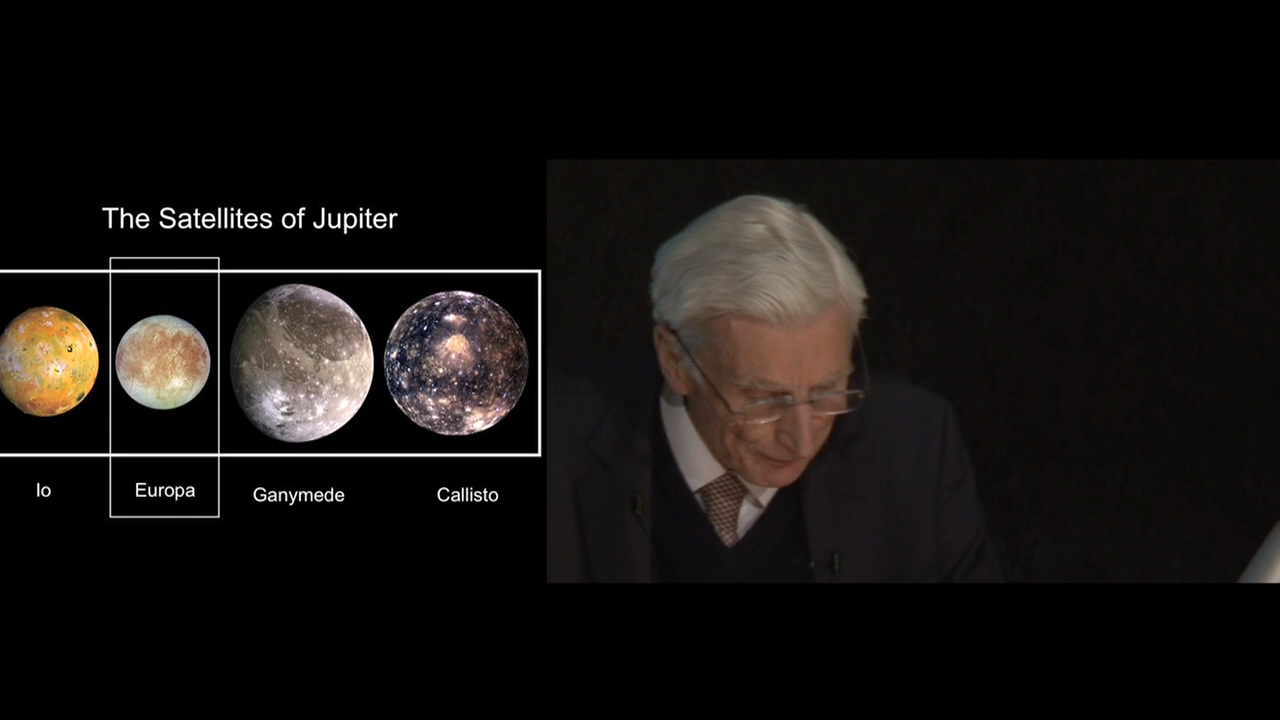 The Satellites of Jupiter
Io
Europa
Ganymede
Callisto